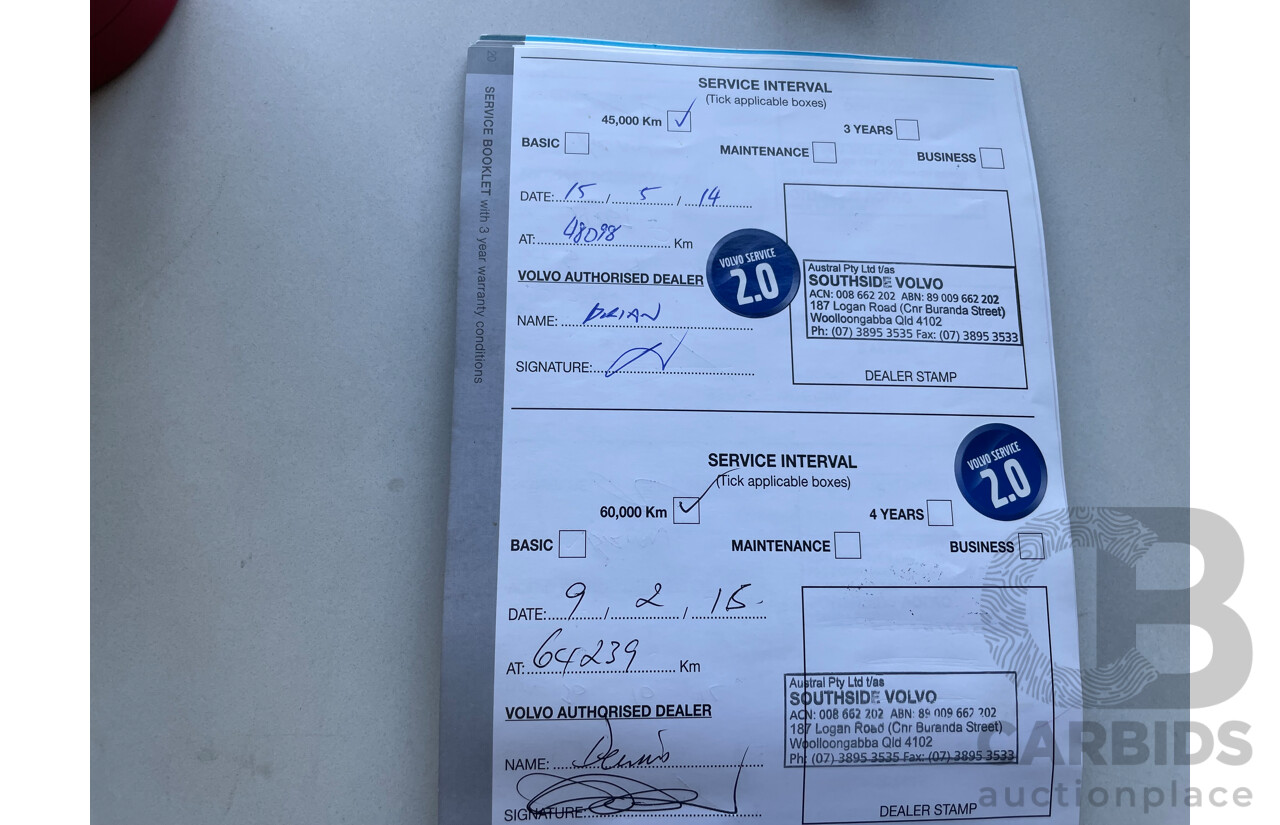 20
SERVICE BOOKLET with 3 year warranty conditions
SERVICE INTERVAL
(Tick applicable boxes)
45,000 Km
3 YEARS
BASIC
MAINTENANCE
BUSINESS
DATE: 15 / 5 / 14
AT: 48098 Km
VOLVO AUTHORISED DEALER
VOLVO SERVICE
2.0
NAME:
SIGNATURE:
Austral Pty Ltd t/as
SOUTHSIDE VOLVO
ACN: 008 662 202 ABN: 89 009 662 202
187 Logan Road (Cnr Buranda Street)
Woolloongabba Qld 4102
Ph: (07) 3895 3535 Fax: (07) 3895 3533
DEALER STAMP
SERVICE INTERVAL
(Tick applicable boxes)
VOLVO SERVICE
2.0
60,000 Km
4 YEARS
BASIC
MAINTENANCE
BUSINESS
DATE: 9 / 2 / 15
AT: 64239 Km
VOLVO AUTHORISED DEALER
NAME: Dennis
SIGNATURE:
Austral Pty Ltd t/as
SOUTHSIDE VOLVO
ACN: 008 662 202 ABN: 89 009 662 202
187 Logan Road (Cnr Buranda Street)
Woolloongabba Qld 4102
Ph: (07) 3895 3535 Fax: (07) 3895 3533
DEALER STAMP
CB
CARBIDS
auctionplace